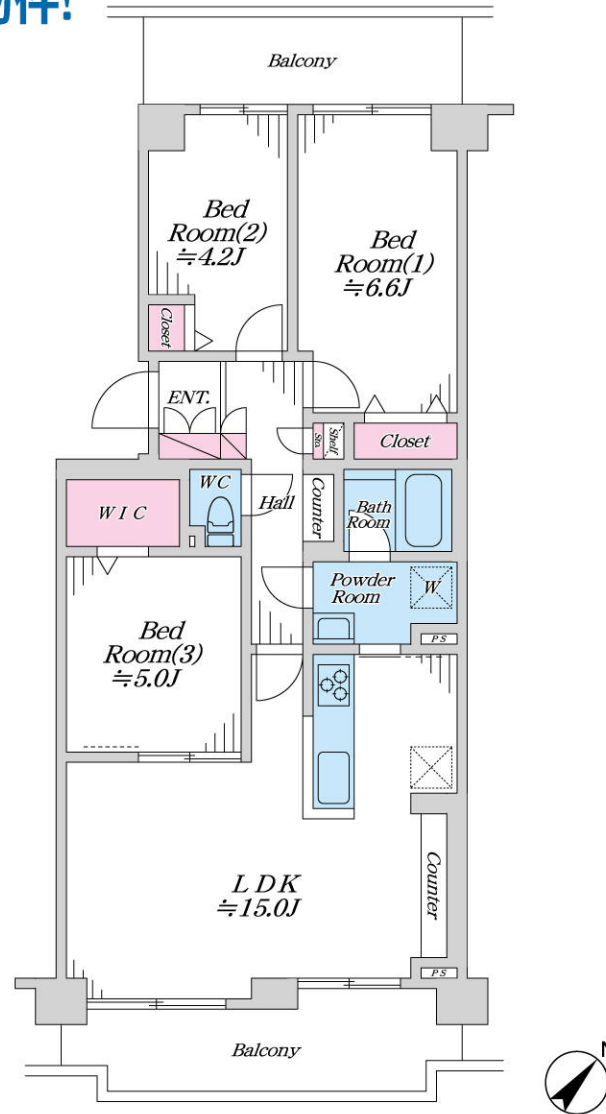 物件!
Balcony
Bed
Room(2)
≒4.2J
Bed
Room(1)
≒6.6J
Closet
ENT.
Sto.
Shelf
Closet
WIC
WC
Hall
Counter
Bath
Room
Powder
Room
W
PS
Bed
Room(3)
≒5.0J
LDK
≒15.0J
Counter
PS
Balcony
N